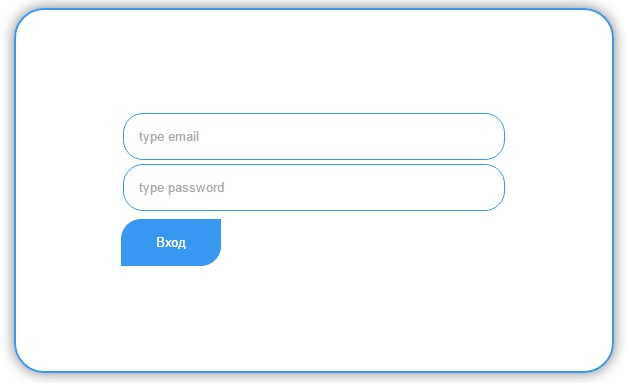 type email
type password
Вход